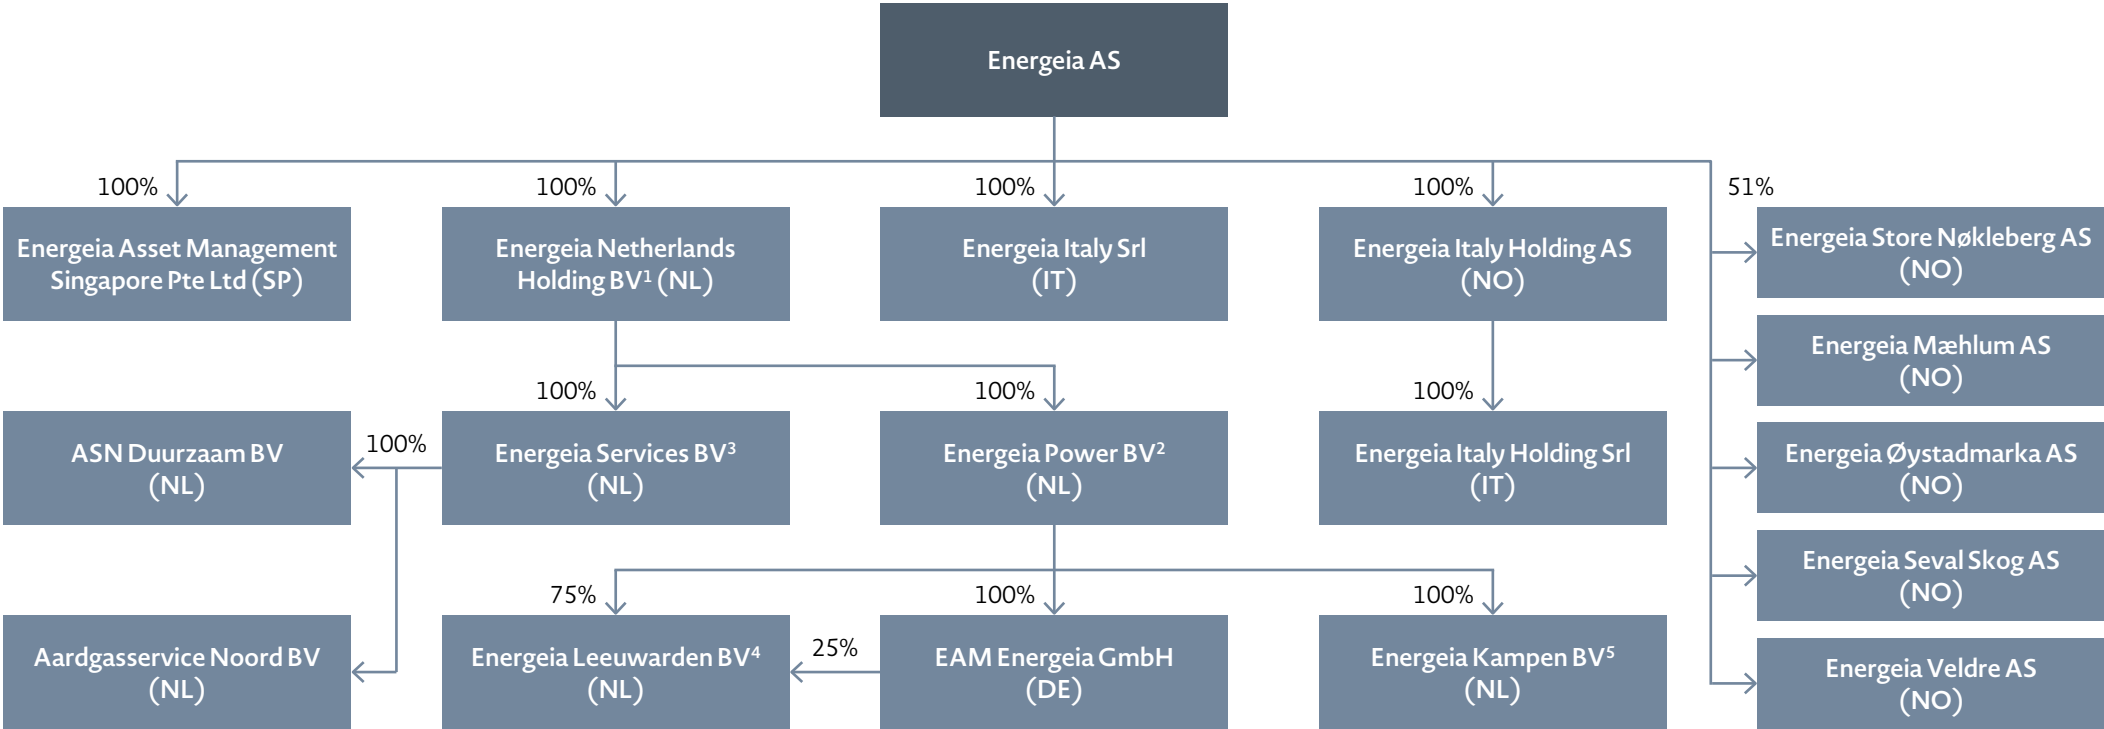 Energeia AS
100%
100%
100%
100%
51%
Energeia Asset Management
Singapore Pte Ltd (SP)
Energeia Netherlands
Holding BV¹ (NL)
Energeia Italy Srl
(IT)
Energeia Italy Holding AS
(NO)
Energeia Store Nøkleberg AS
(NO)
Energeia Mæhlum AS
(NO)
100%
100%
100%
100%
ASN Duurzaam BV
(NL)
Energeia Services BV³
(NL)
Energeia Power BV²
(NL)
Energeia Italy Holding Srl
(IT)
Energeia Øystadmarka AS
(NO)
Energeia Seval Skog AS
(NO)
75%
100%
100%
25%
Aardgasservice Noord BV
(NL)
Energeia Leeuwarden BV⁴
(NL)
EAM Energeia GmbH
(DE)
Energeia Kampen BV⁵
(NL)
Energeia Veldre AS
(NO)